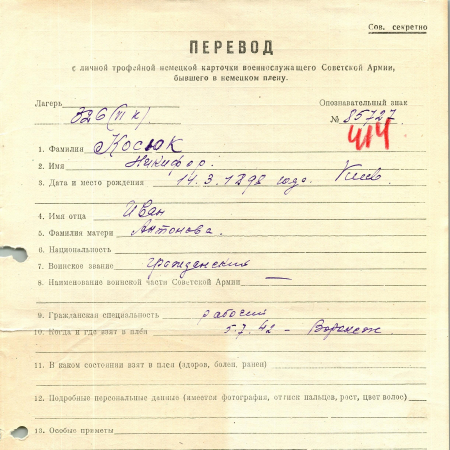 Сов. секретно
ПЕРЕВОД
с личной трофейной немецкой карточки военнослужащего Советской Армии,
бывшего в немецком плену.
Лагерь 326 (VI к) Опознавательный знак
№ 85727
414
1. Фамилия Косюк
2. Имя Никифор
3. Дата и место рождения 14.3.1898 года. Киев
4. Имя отца Иван
5. Фамилия матери Антонова.
6. Национальность
7. Воинское звание гражданский
8. Наименование воинской части Советской Армии —
9. Гражданская специальность рабочий
10. Когда и где взят в плен 5.7.42 - Воронеж
11. В каком состоянии взят в плен (здоров, болен, ранен)
12. Подробные персональные данные (имеется фотография, оттиск пальцев, рост, цвет волос)
13. Особые приметы